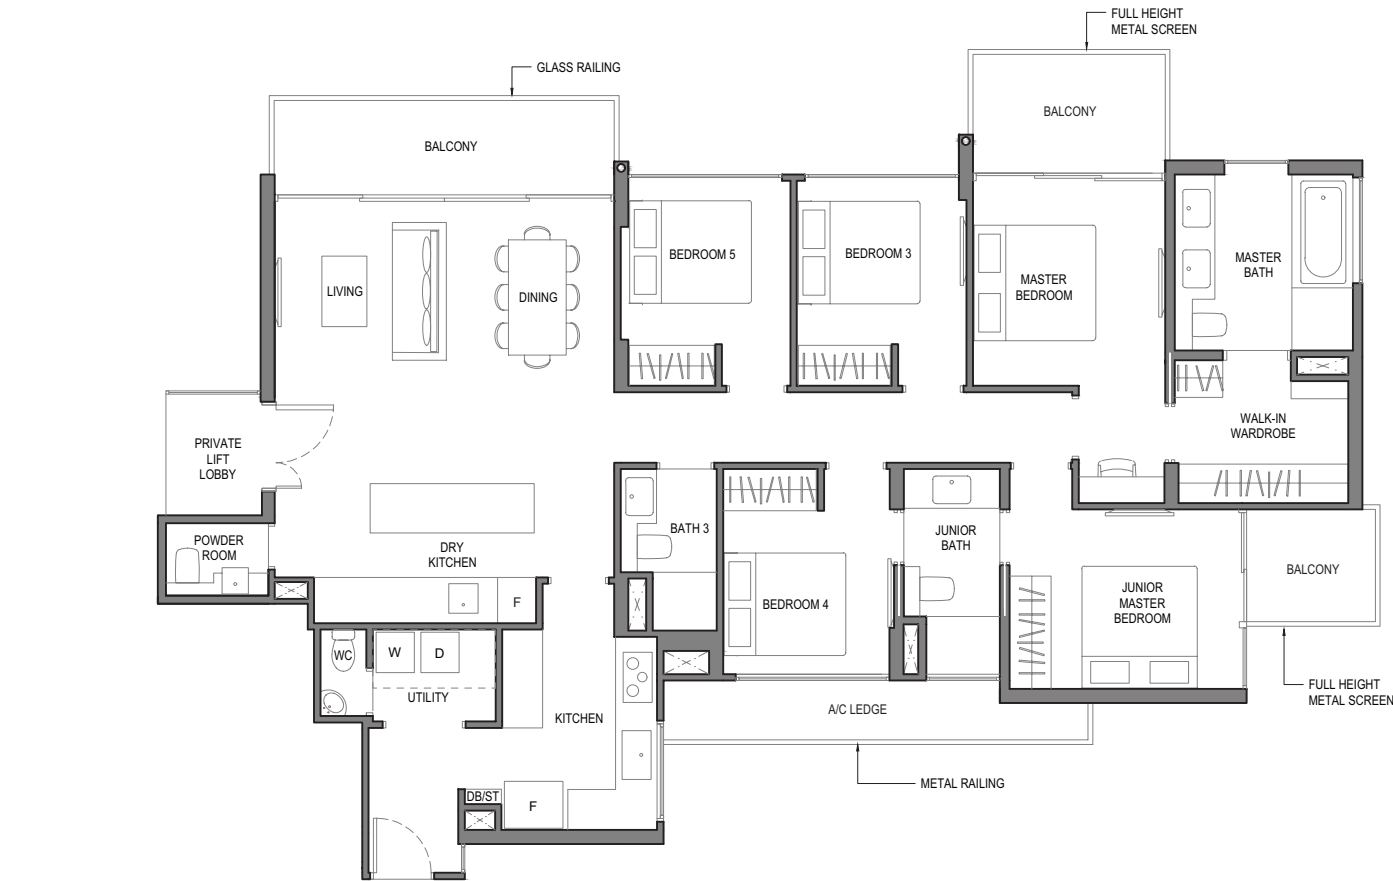 FULL HEIGHT
METAL SCREEN
GLASS RAILING
BALCONY
BALCONY
BEDROOM 5
BEDROOM 3
MASTER
BEDROOM
MASTER
BATH
LIVING
DINING
PRIVATE
LIFT
LOBBY
WALK-IN
WARDROBE
POWDER
ROOM
DRY
KITCHEN
BATH 3
JUNIOR
BATH
BALCONY
F
BEDROOM 4
JUNIOR
MASTER
BEDROOM
WC
W
D
UTILITY
KITCHEN
A/C LEDGE
FULL HEIGHT
METAL SCREEN
METAL RAILING
DB/ST
F